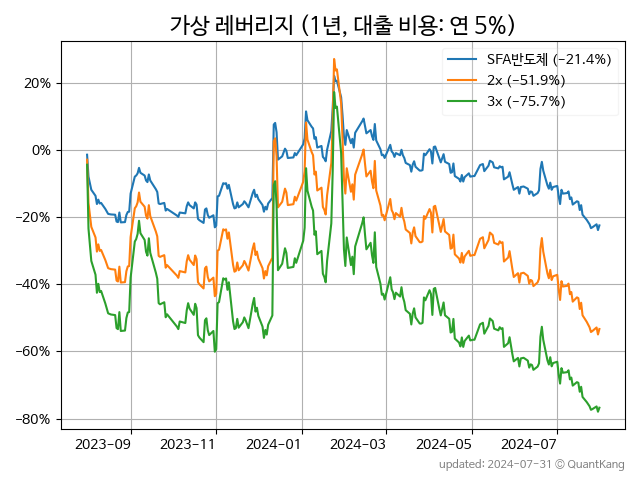 가상 레버리지 (1년, 대출 비용: 연 5%)
SFA반도체 (−21.4%)
2x (−51.9%)
3x (−75.7%)
20%
0%
−20%
−40%
−60%
−80%
2023-09 2023-11 2024-01 2024-03 2024-05 2024-07
updated: 2024-07-31 © QuantKang